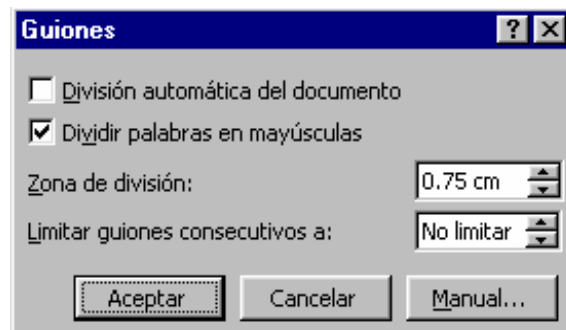 Guiones
División automática del documento
Dividir palabras en mayúsculas
Zona de división: 0.75 cm
Limitar guiones consecutivos a: No limitar
Aceptar Cancelar Manual...